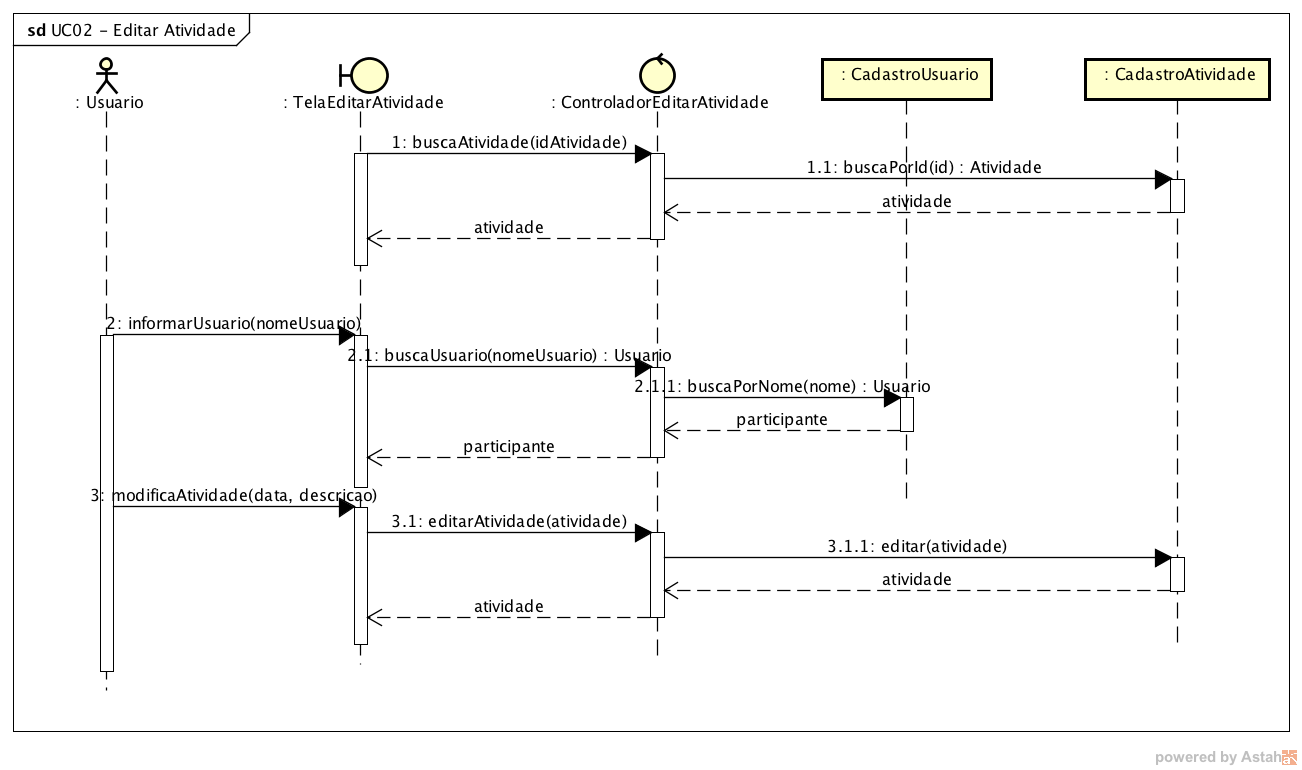 sd UC02 - Editar Atividade
: Usuario
: TelaEditarAtividade
: ControladorEditarAtividade
: CadastroUsuario
: CadastroAtividade
1: buscaAtividade(idAtividade)
1.1: buscaPorId(id) : Atividade
atividade
atividade
2: informarUsuario(nomeUsuario)
2.1: buscaUsuario(nomeUsuario) : Usuario
2.1.1: buscaPorNome(nome) : Usuario
participante
participante
3: modificaAtividade(data, descricao)
3.1: editarAtividade(atividade)
3.1.1: editar(atividade)
atividade
atividade
powered by Astah